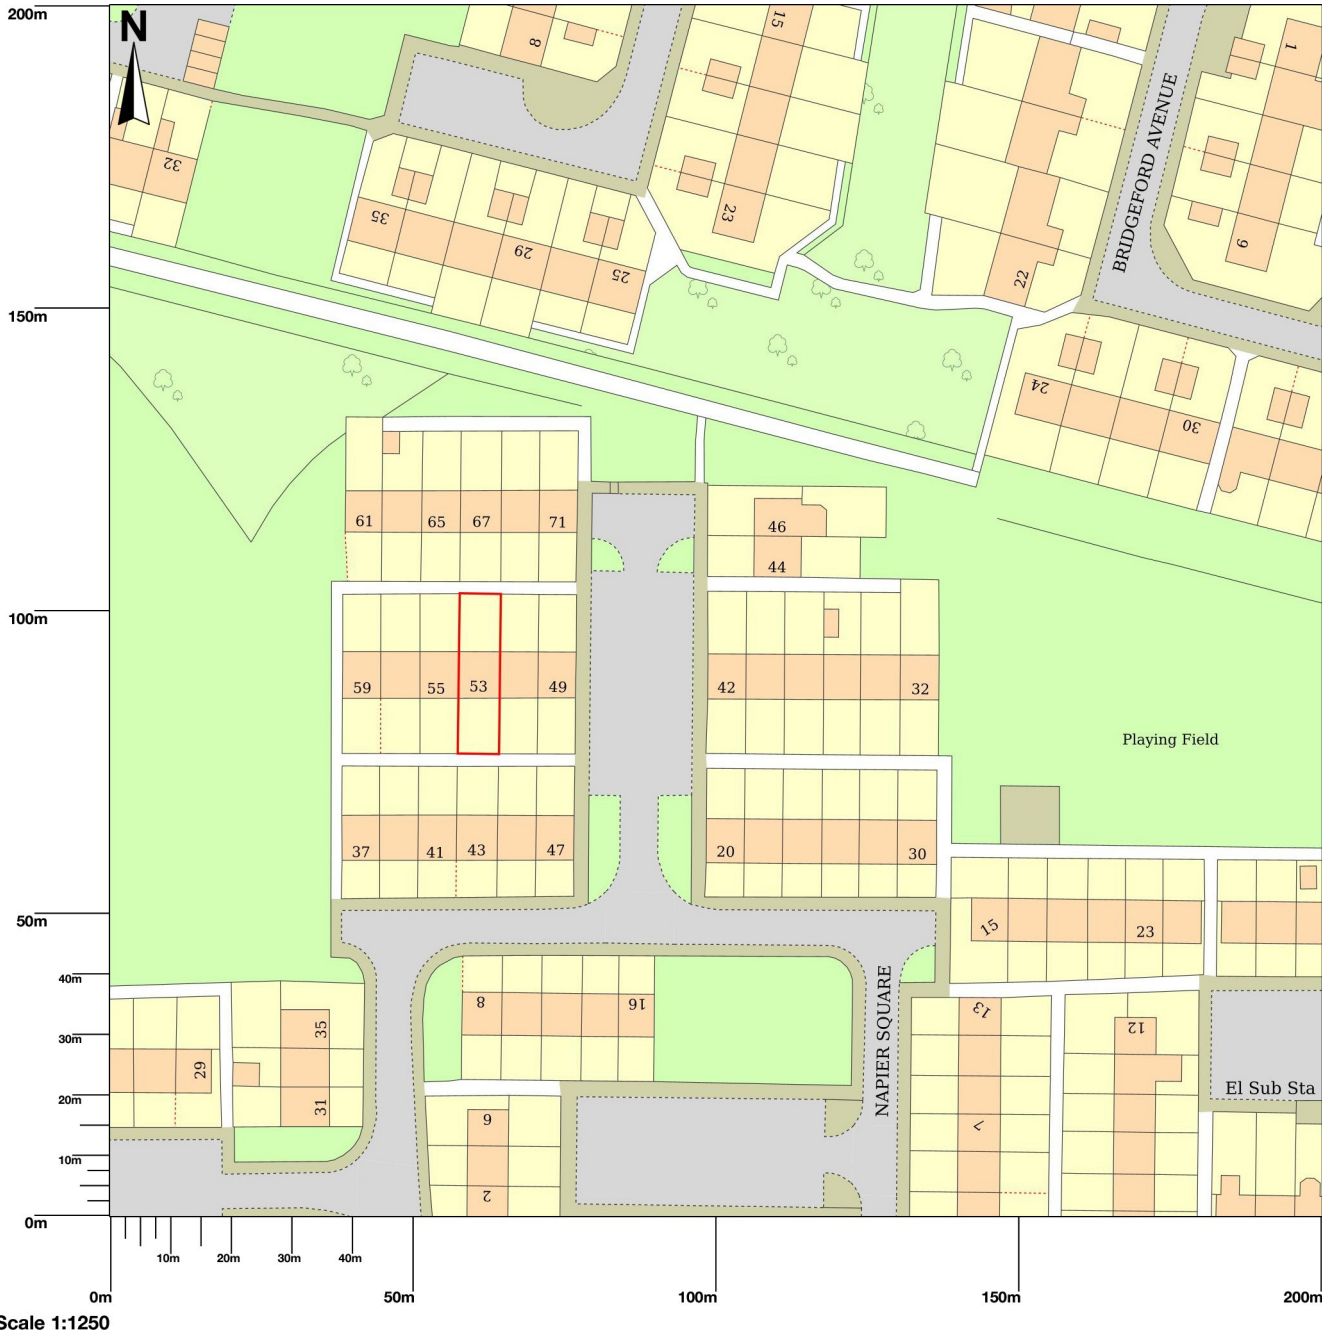 200m
N
8
15
1
BRIDGEFORD AVENUE
32
35
29
25
23
9
22
150m
24
30
61
65
67
71
46
44
100m
59
55
53
49
42
32
Playing Field
37
41
43
47
20
30
50m
15
23
40m
8
16
NAPIER SQUARE
13
12
30m
35
29
El Sub Sta
20m
31
6
7
10m
2
0m
10m
20m
30m
40m
0m
50m
100m
150m
200m
Scale 1:1250